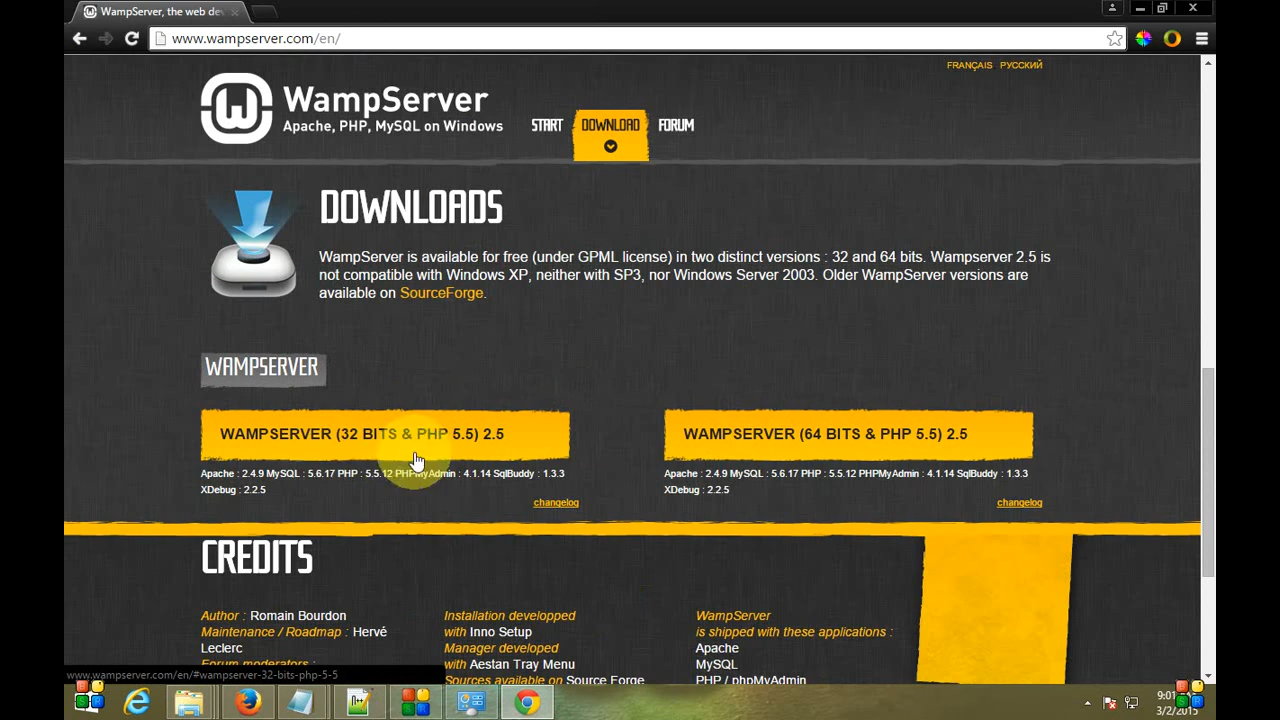 WampServer, the web dev
www.wampserver.com/en/
FRANÇAIS РУССКИЙ
WampServer
Apache, PHP, MySQL on Windows
START DOWNLOAD FORUM
DOWNLOADS
WampServer is available for free (under GPML license) in two distinct versions : 32 and 64 bits. Wampserver 2.5 is
not compatible with Windows XP, neither with SP3, nor Windows Server 2003. Older WampServer versions are
available on SourceForge.
WAMPSERVER
WAMPSERVER (32 BITS & PHP 5.5) 2.5
Apache : 2.4.9 MySQL : 5.6.17 PHP : 5.5.12 PHPMyAdmin : 4.1.14 SqlBuddy : 1.3.3
XDebug : 2.2.5
changelog
WAMPSERVER (64 BITS & PHP 5.5) 2.5
Apache : 2.4.9 MySQL : 5.6.17 PHP : 5.5.12 PHPMyAdmin : 4.1.14 SqlBuddy : 1.3.3
XDebug : 2.2.5
changelog
CREDITS
Author : Romain Bourdon
Maintenance / Roadmap : Hervé
Leclerc
Forum moderators :
Installation developped
with Inno Setup
Manager developed
with Aestan Tray Menu
Sources available on Source Forge
WampServer
is shipped with these applications :
Apache
MySQL
PHP / phpMyAdmin
www.wampserver.com/en/#wampserver-32-bits-php-5-5
9:01
3/2/2015